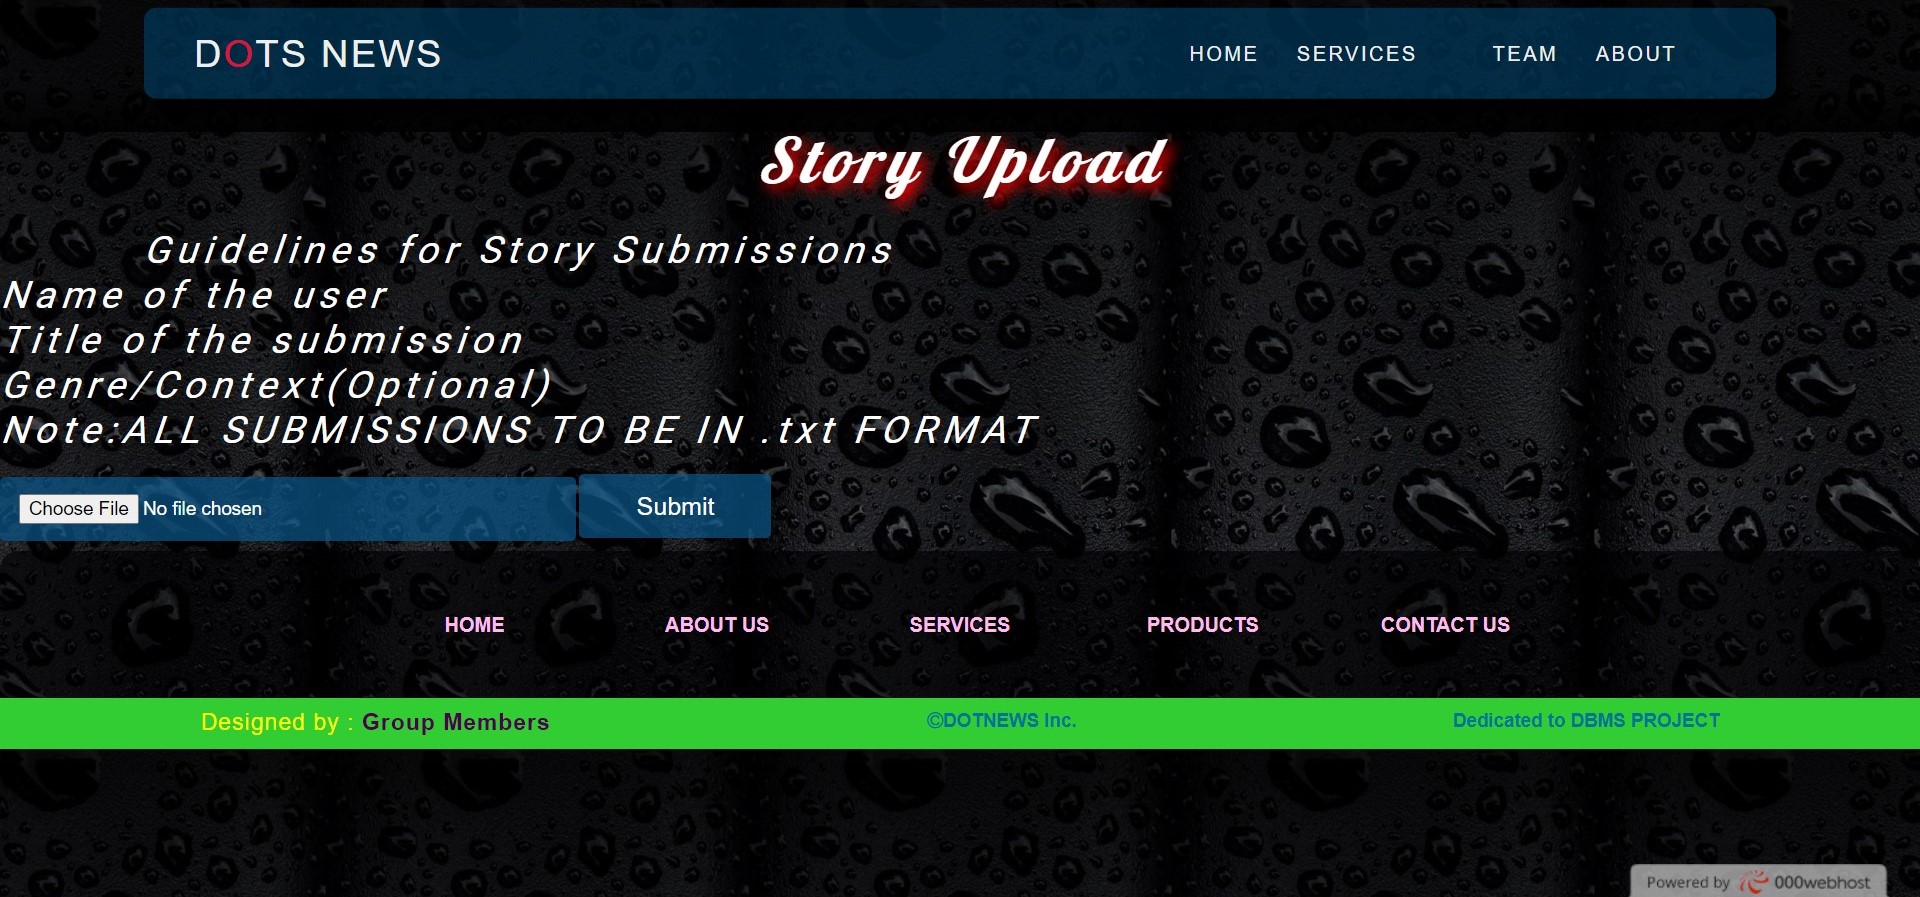 DOTS NEWS HOME SERVICES TEAM ABOUT
Story Upload
Guidelines for Story Submissions
Name of the user
Title of the submission
Genre/Context(Optional)
Note:ALL SUBMISSIONS TO BE IN .txt FORMAT
Choose File No file chosen Submit
HOME ABOUT US SERVICES PRODUCTS CONTACT US
Designed by : Group Members ©DOTNEWS Inc. Dedicated to DBMS PROJECT
Powered by 000webhost